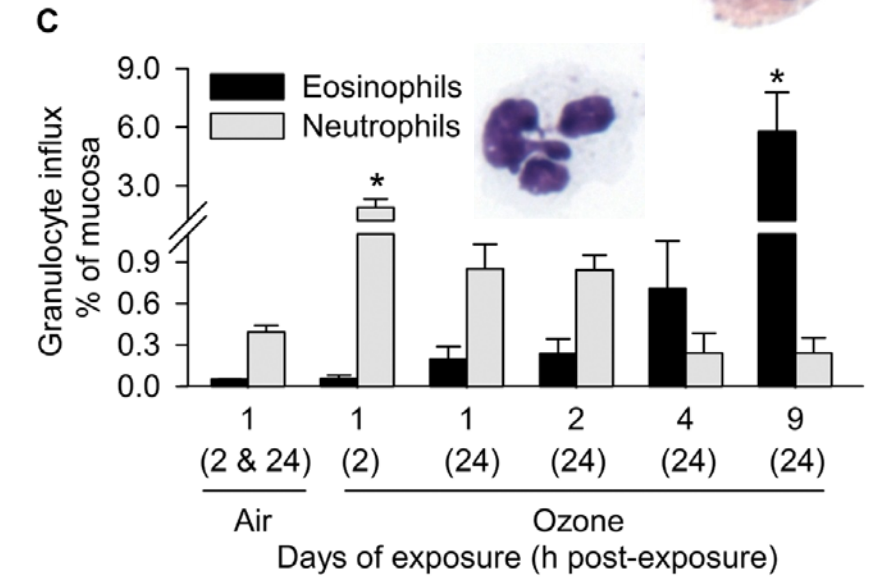 C
Granulocyte influx
% of mucosa
9.0
6.0
3.0
0.9
0.6
0.3
0.0
Eosinophils
Neutrophils
*
*
1 1 1 2 4 9
(2 & 24) (2) (24) (24) (24) (24)
Air Ozone
Days of exposure (h post-exposure)